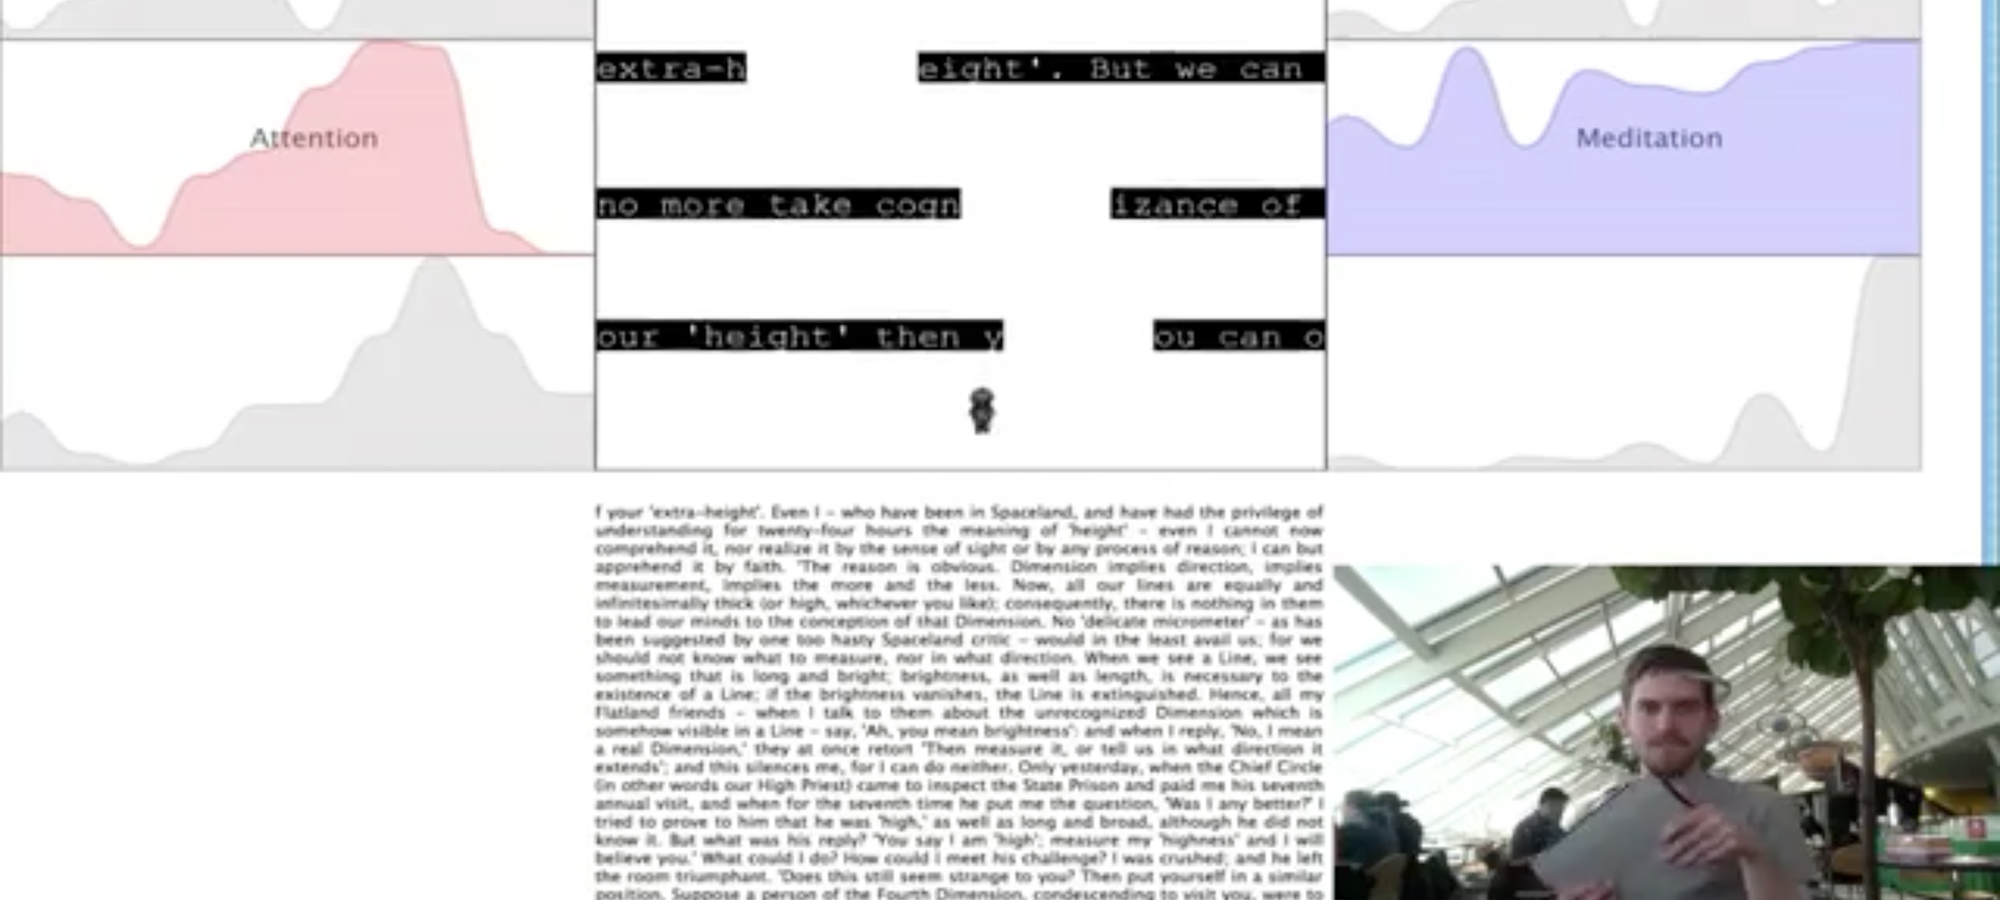 extra-h eight'. But we can
Attention
Meditation
no more take cogn izance of
our 'height' then y ou can o
f your 'extra-height'. Even I - who have been in Spaceland, and have had the privilege of
understanding for twenty-four hours the meaning of 'height' - even I cannot now
comprehend it, nor realize it by the sense of sight or by any process of reason; I can but
apprehend it by faith. 'The reason is obvious. Dimension implies direction, implies
measurement, implies the more and the less. Now, all our lines are equally and
infinitesimally thick (or high, whichever you like); consequently, there is nothing in them
to lead our minds to the conception of that Dimension. No 'delicate micrometer' - as has
been suggested by one too hasty Spaceland critic - would in the least avail us; for we
should not know what to measure, nor in what direction. When we see a Line, we see
something that is long and bright; brightness, as well as length, is necessary to the
existence of a Line; if the brightness vanishes, the Line is extinguished. Hence, all my
Flatland friends - when I talk to them about the unrecognized Dimension which is
somehow visible in a Line - say, 'Ah, you mean brightness': and when I reply, 'No, I mean
a real Dimension,' they at once retort 'Then measure it, or tell us in what direction it
extends'; and this silences me, for I can do neither. Only yesterday, when the Chief Circle
(in other words our High Priest) came to inspect the State Prison and paid me his seventh
annual visit, and when for the seventh time he put me the question, 'Was I any better?' I
tried to prove to him that he was 'high,' as well as long and broad, although he did not
know it. But what was his reply? 'You say I am "high"; measure my "highness" and I will
believe you.' What could I do? How could I meet his challenge? I was crushed; and he left
the room triumphant. 'Does this still seem strange to you? Then put yourself in a similar
position. Suppose a person of the Fourth Dimension, condescending to visit you, were to